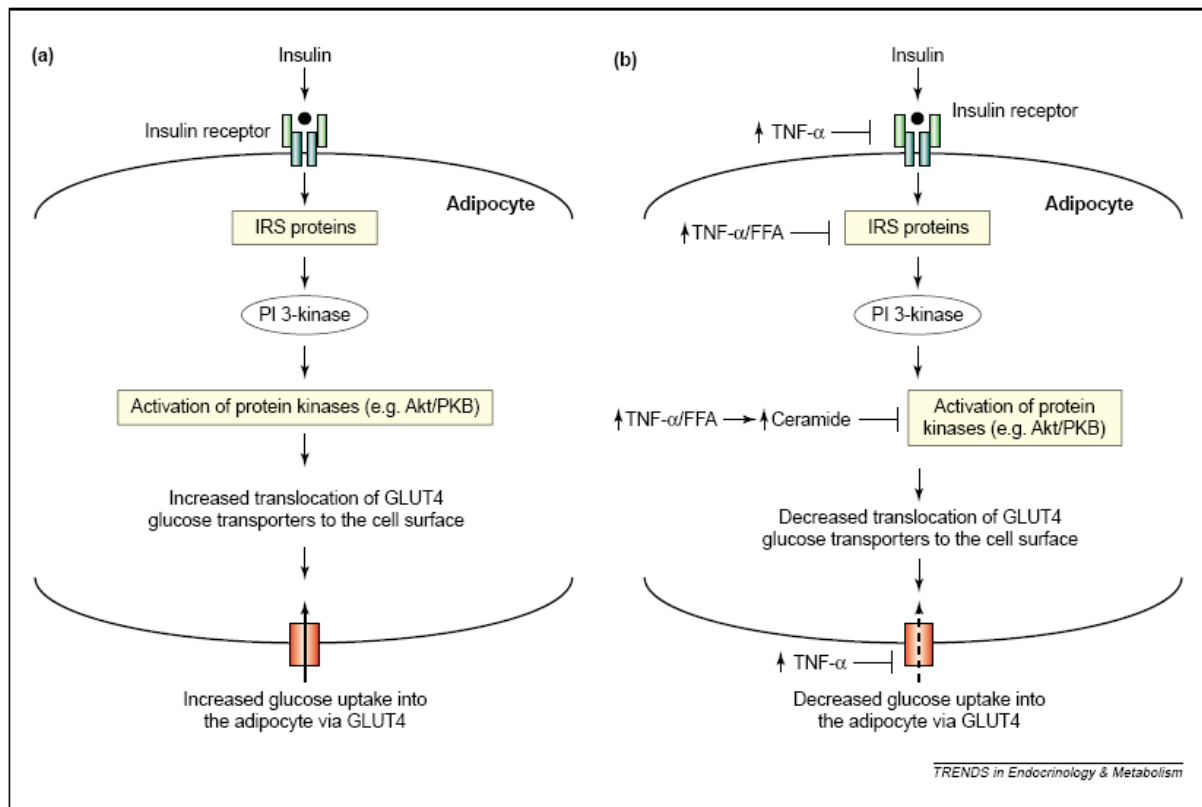 (a)
Insulin
Insulin receptor
Adipocyte
IRS proteins
PI 3-kinase
Activation of protein kinases (e.g. Akt/PKB)
Increased translocation of GLUT4
glucose transporters to the cell surface
Increased glucose uptake into
the adipocyte via GLUT4
(b)
Insulin
Insulin receptor
TNF-α
Adipocyte
TNF-α/FFA
IRS proteins
PI 3-kinase
TNF-α/FFA
Ceramide
Activation of protein
kinases (e.g. Akt/PKB)
Decreased translocation of GLUT4
glucose transporters to the cell surface
TNF-α
Decreased glucose uptake into
the adipocyte via GLUT4
TRENDS in Endocrinology & Metabolism